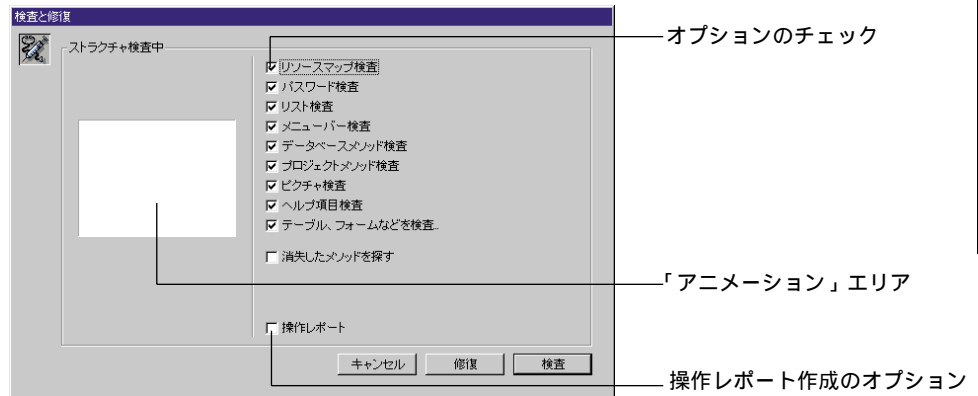 検査と修復
ストラクチャ検査中
リソースマップ検査
パスワード検査
リスト検査
メニューバー検査
データベースメソッド検査
プロジェクトメソッド検査
ピクチャ検査
ヘルプ項目検査
テーブル、フォームなどを検査...
消失したメソッドを探す
操作レポート
キャンセル
修復
検査
オプションのチェック
「アニメーション」エリア
操作レポート作成のオプション